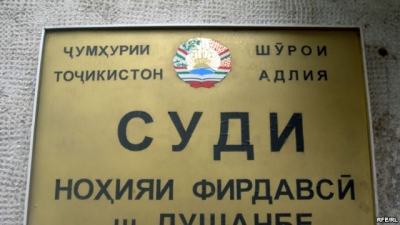 ҶУМҲУРИИ ШӮРОИ
ТОҶИКИСТОН АДЛИЯ
СУДИ
НОҲИЯИ ФИРДАВСӢ
ш. ДУШАНБЕ
RFE/RL